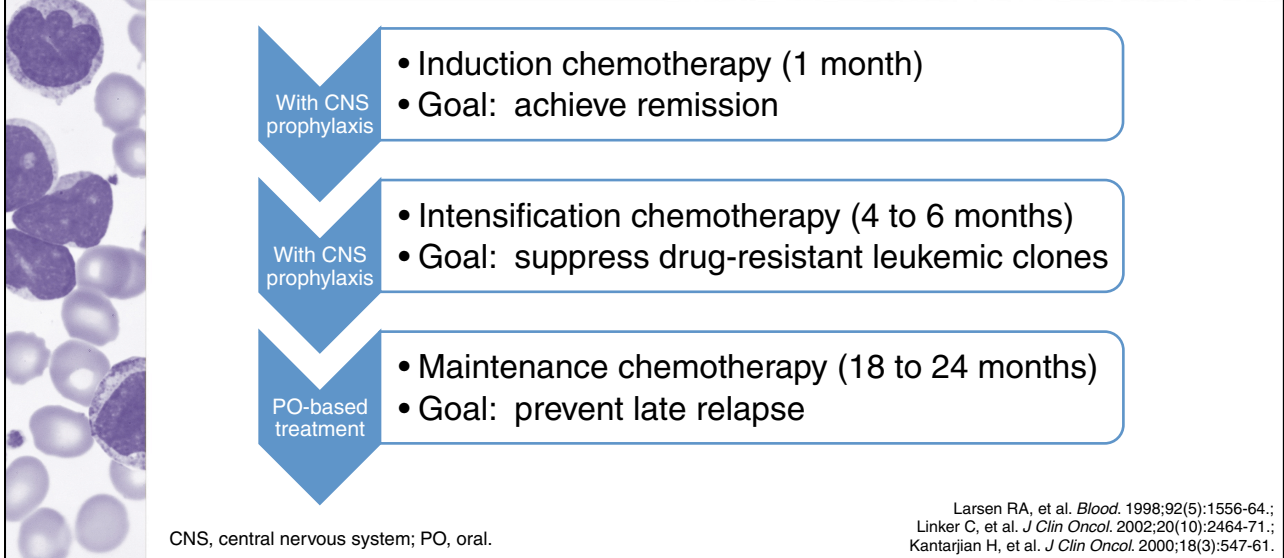 With CNS
prophylaxis
• Induction chemotherapy (1 month)
• Goal:  achieve remission
With CNS
prophylaxis
• Intensification chemotherapy (4 to 6 months)
• Goal:  suppress drug-resistant leukemic clones
PO-based
treatment
• Maintenance chemotherapy (18 to 24 months)
• Goal:  prevent late relapse
CNS, central nervous system; PO, oral.
Larsen RA, et al. Blood. 1998;92(5):1556-64.;
Linker C, et al. J Clin Oncol. 2002;20(10):2464-71.;
Kantarjian H, et al. J Clin Oncol. 2000;18(3):547-61.